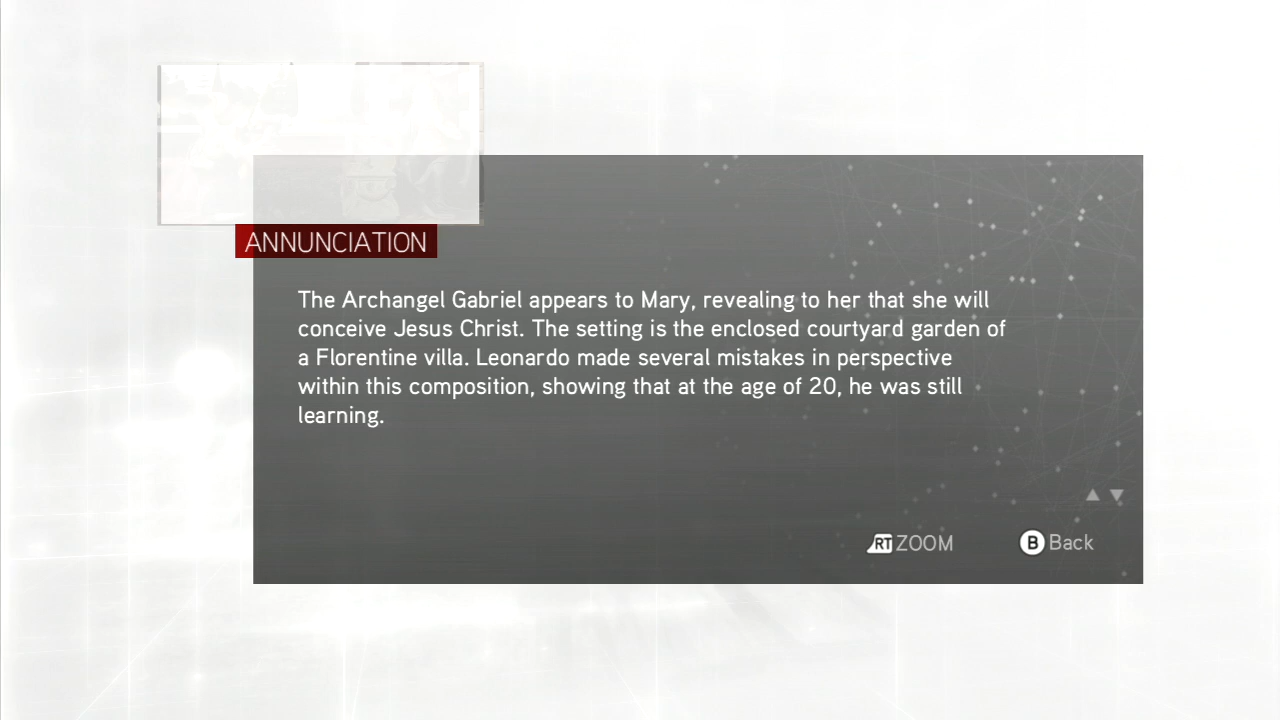 ANNUNCIATION
The Archangel Gabriel appears to Mary, revealing to her that she will
conceive Jesus Christ. The setting is the enclosed courtyard garden of
a Florentine villa. Leonardo made several mistakes in perspective
within this composition, showing that at the age of 20, he was still
learning.
RT ZOOM B Back